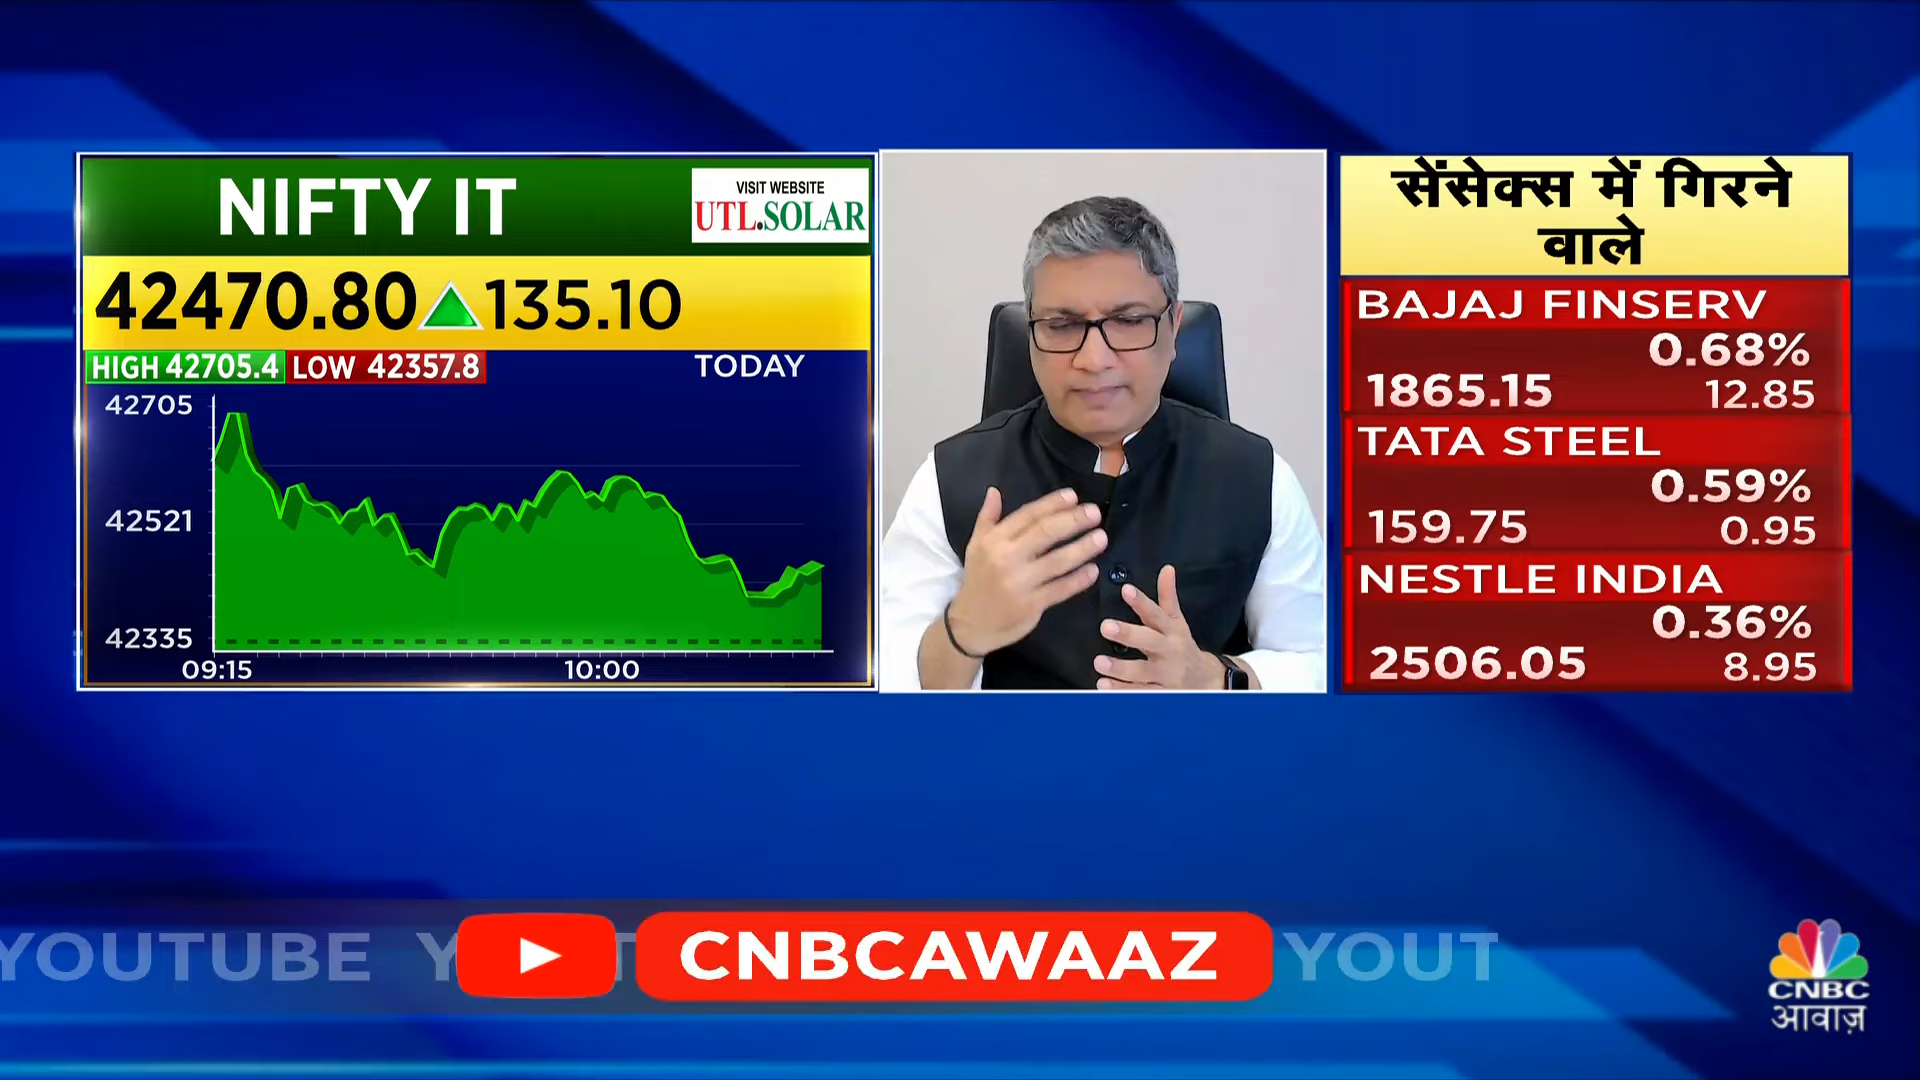 NIFTY IT
VISIT WEBSITE
UTL.SOLAR
42470.80 ▲ 135.10
HIGH 42705.4 LOW 42357.8 TODAY
42705
42521
42335
09:15 10:00
सेंसेक्स में गिरने
वाले
BAJAJ FINSERV
0.68%
1865.15 12.85
TATA STEEL
0.59%
159.75 0.95
NESTLE INDIA
0.36%
2506.05 8.95
YOUTUBE Y T CNBCAWAAZ YOUT
CNBC
आवाज़